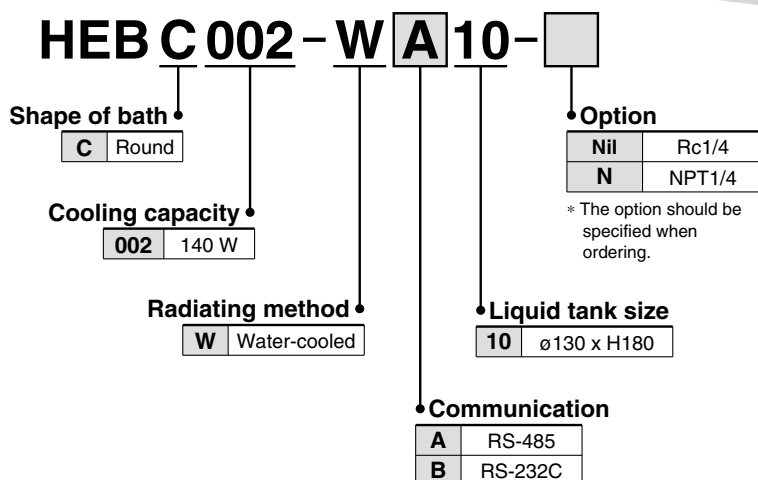 HEB C 002 – W A 10 –
Shape of bath
C Round
Cooling capacity
002 140 W
Radiating method
W Water-cooled
Option
Nil Rc1/4
N NPT1/4
∗ The option should be
specified when
ordering.
Liquid tank size
10 ø130 x H180
Communication
A RS-485
B RS-232C